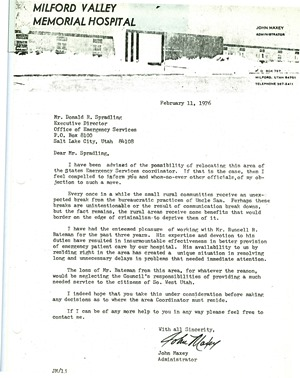 MILFORD VALLEY
MEMORIAL HOSPITAL
JOHN MAXEY
ADMINISTRATOR
P. O. BOX 727
MILFORD, UTAH 84751
TELEPHONE 387-2411
February 11, 1976
Mr. Donald R. Spradling
Executive Director
Office of Emergency Services
P.O. Box 8100
Salt Lake City, Utah 84108
Dear Mr. Spradling,
I have been advised of the possibility of relocating this area
of the States Emergency Services coordinator. If that is the case, then I
feel compelled to inform you and whom-so-ever other officials, of my ob-
jection to such a move.
Every once in a while the small rural communities receive an unex-
pected break from the bureaucratic practices of Uncle Sam. Perhaps these
breaks are unintentional or the result of communication break downs,
but the fact remains, the rural areas receive some benefits that would
border on the edge of criminalism to deprive them of it.
I have had the esteemed pleasure of working with Mr. Russell N.
Bateman for the past three years. His expertise and devotion to his
duties have resulted in insurmountable effectiveness in better provision
of emergency patient care by our hospital. His availability to us by
residing right in the area has created a unique situation in resolving
long and unnecessary delays in problems that needed immediate attention.
The loss of Mr. Bateman from this area, for whatever the reason,
would be neglecting the Council's responsibilities of providing a much
needed service to the citizens of So. West Utah.
I indeed hope that you take this under consideration before making
any decisions as to where the Area Coordinator must reside.
If I can be of any more help to you in any way please feel free to
contact me.
With all Sincerity,
John Maxey
John Maxey
Administrator
JM/11